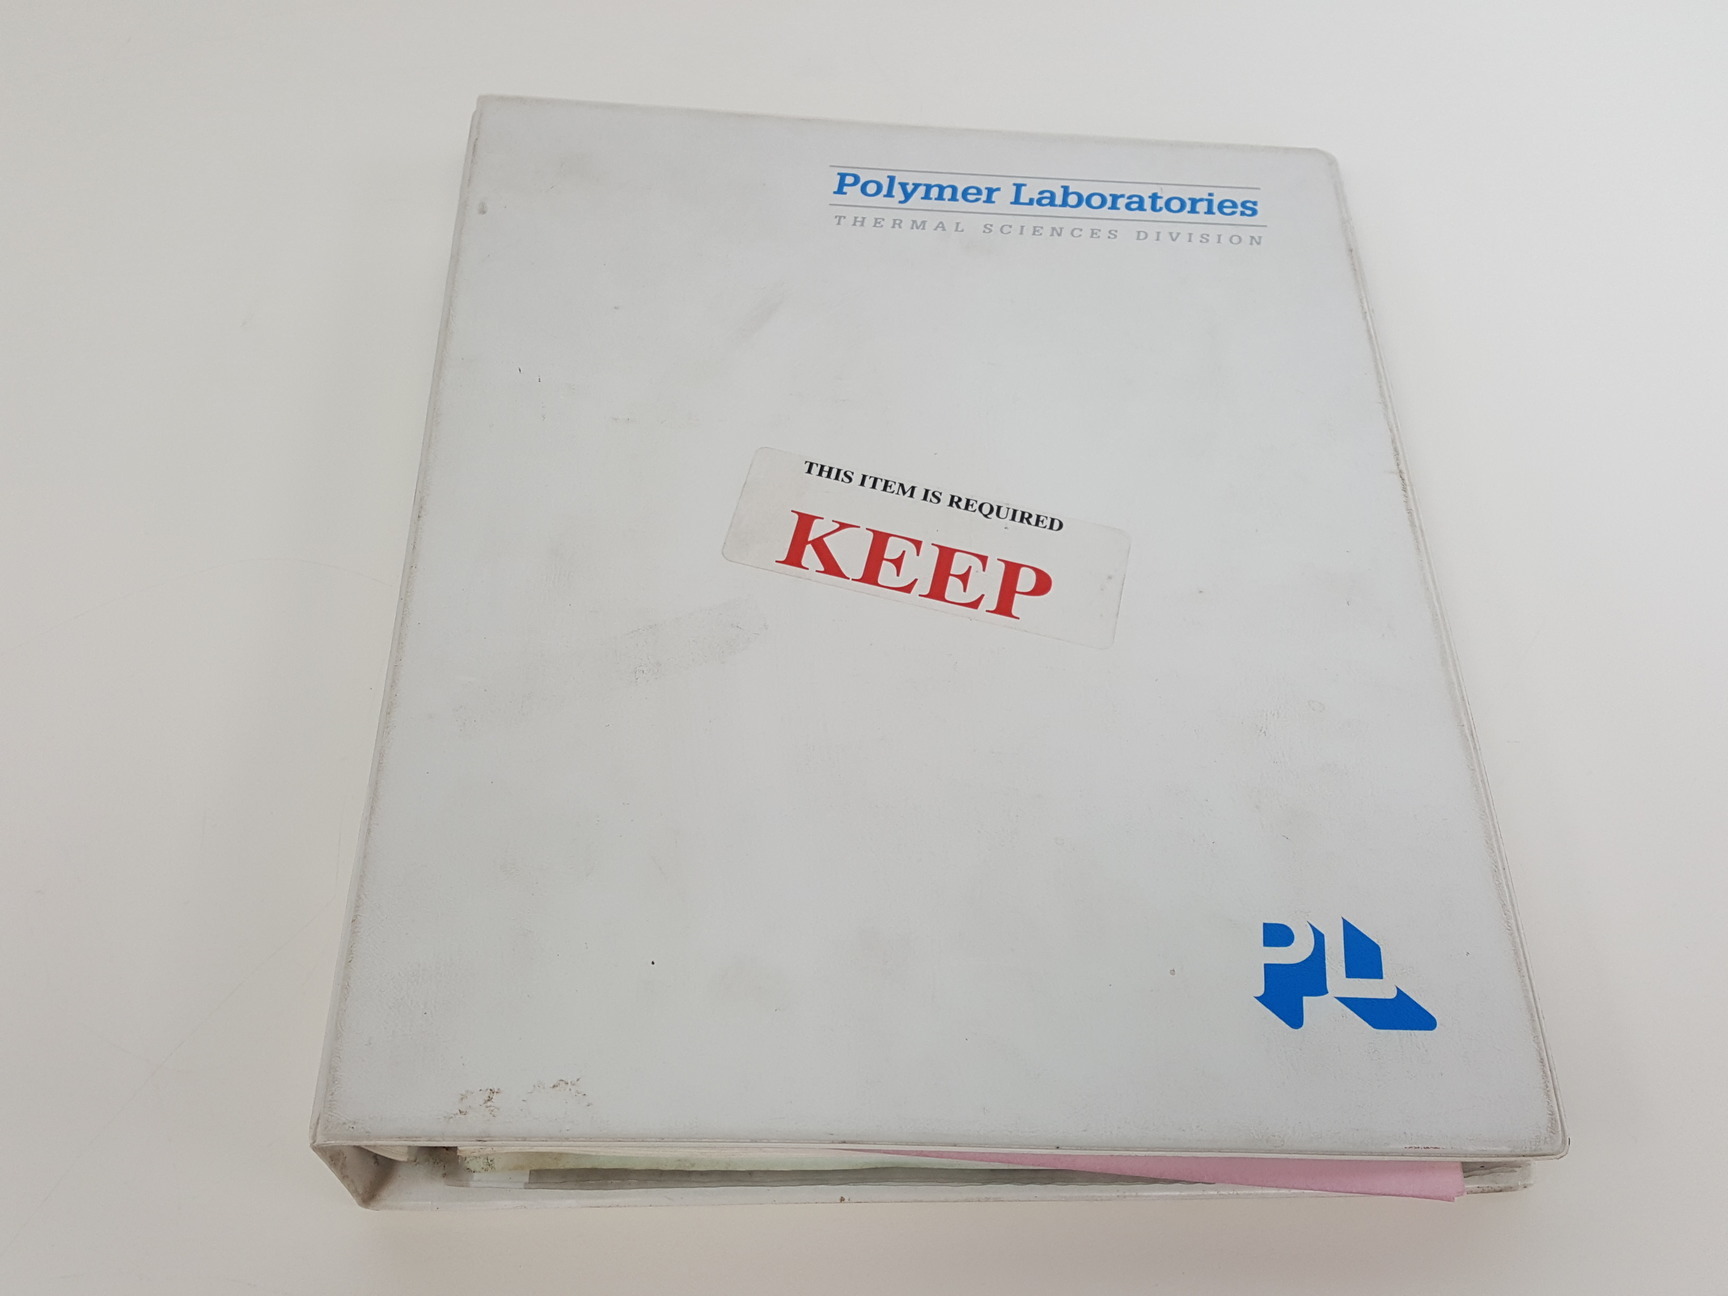 Polymer Laboratories
THERMAL SCIENCES DIVISION
THIS ITEM IS REQUIRED
KEEP
PL